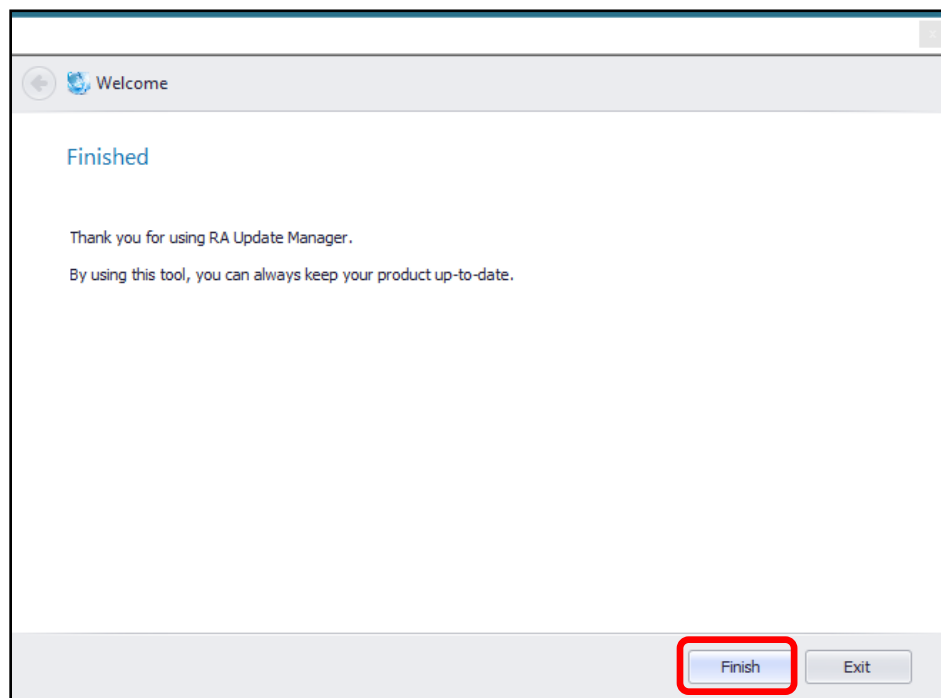 Welcome
Finished
Thank you for using RA Update Manager.
By using this tool, you can always keep your product up-to-date.
Finish
Exit